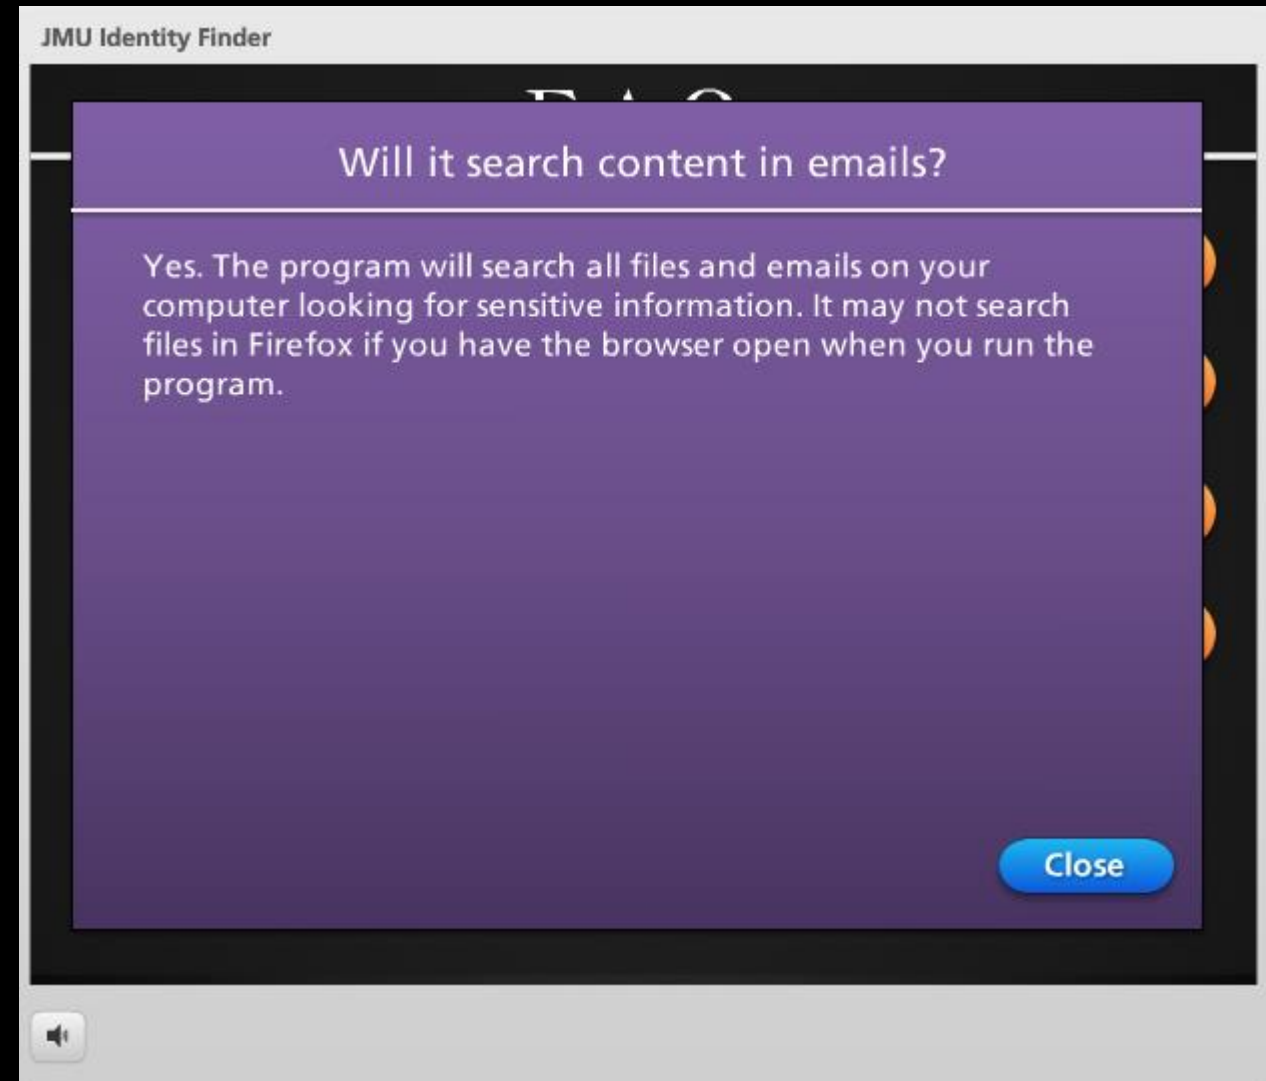 JMU Identity Finder
Will it search content in emails?
Yes. The program will search all files and emails on your
computer looking for sensitive information. It may not search
files in Firefox if you have the browser open when you run the
program.
Close